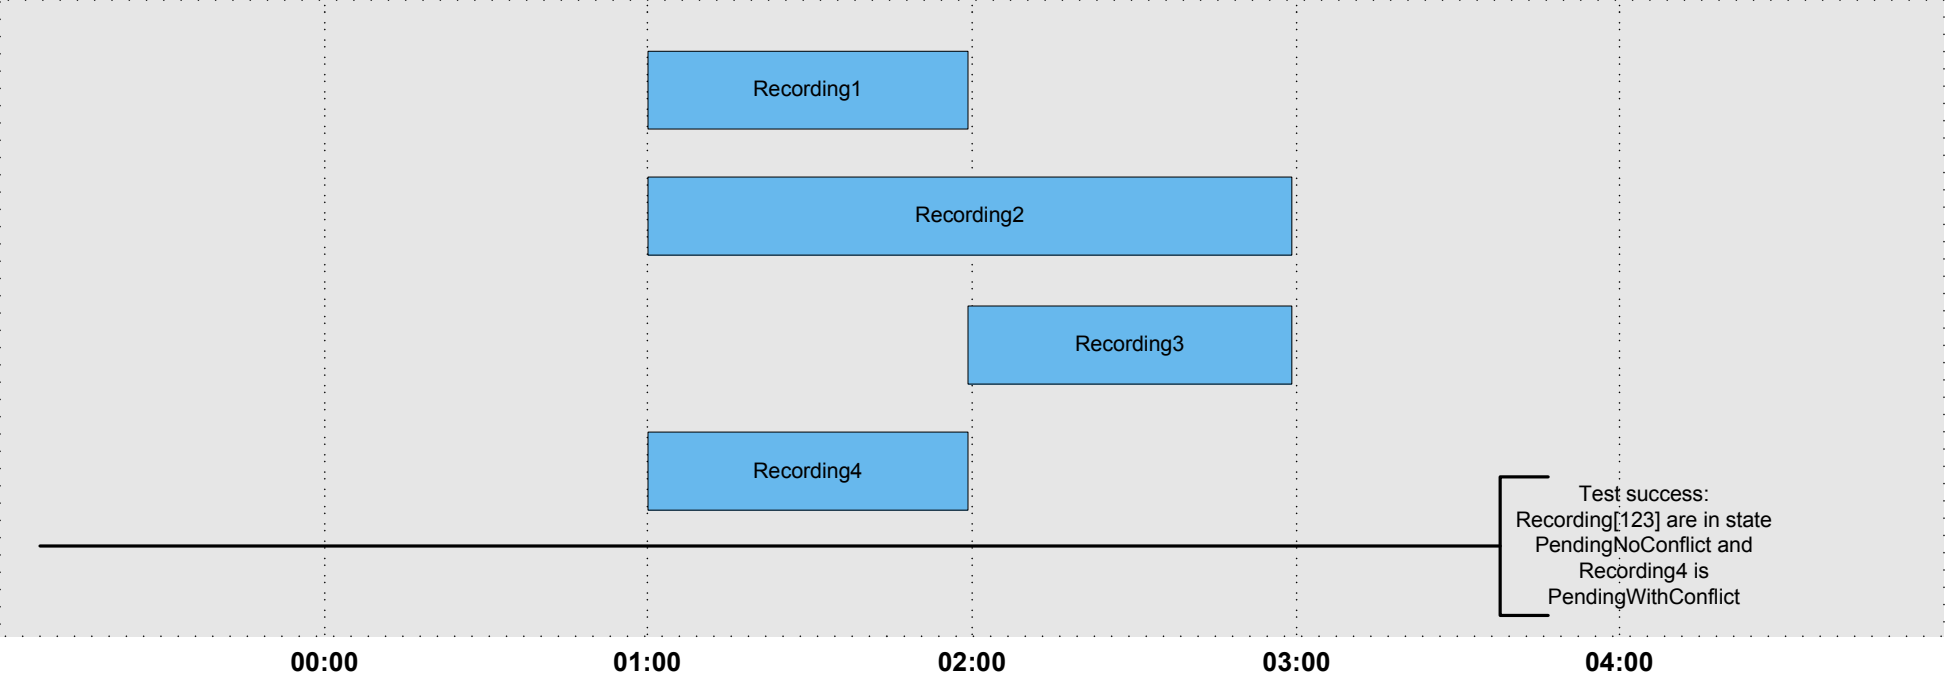 Recording1
Recording2
Recording3
Recording4
Test success:
Recording[123] are in state
PendingNoConflict and
Recording4 is
PendingWithConflict
00:00 01:00 02:00 03:00 04:00